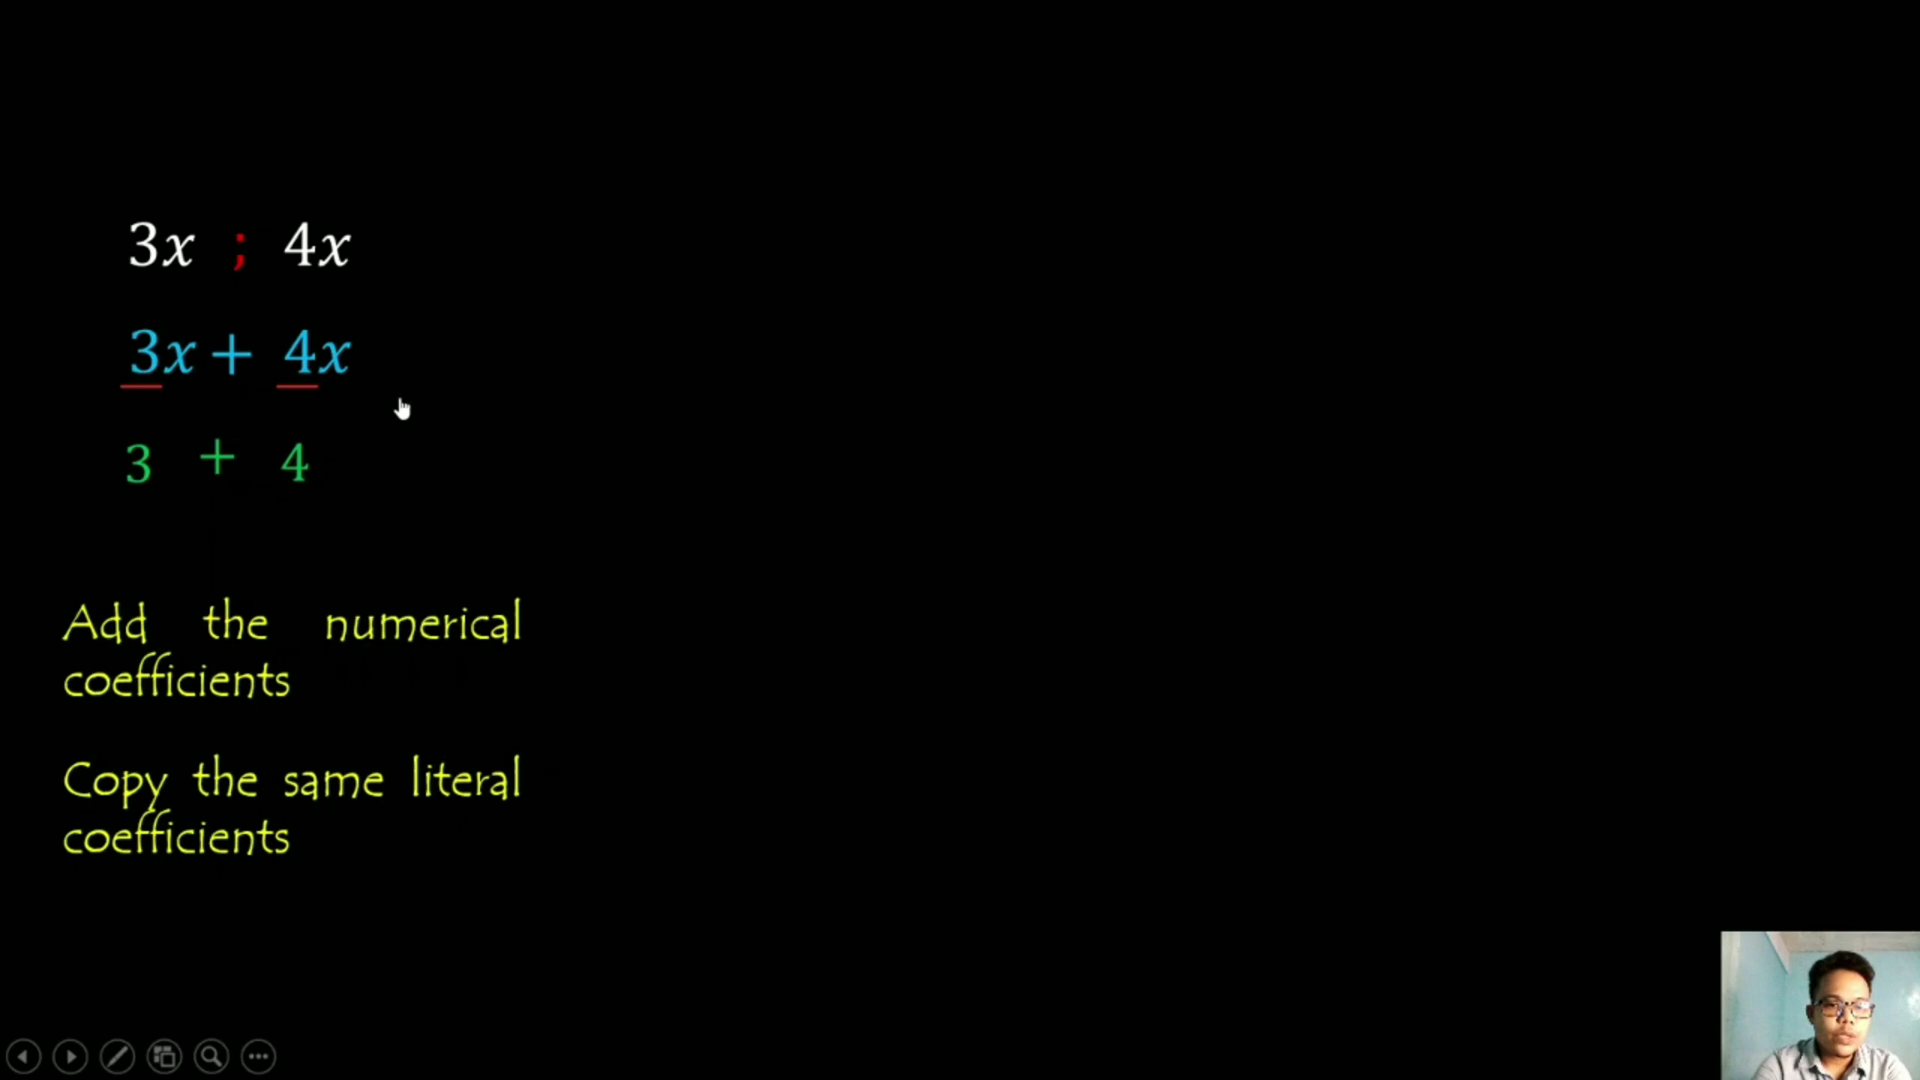 3x ; 4x
3x + 4x
3 + 4
Add the numerical
coefficients
Copy the same literal
coefficients